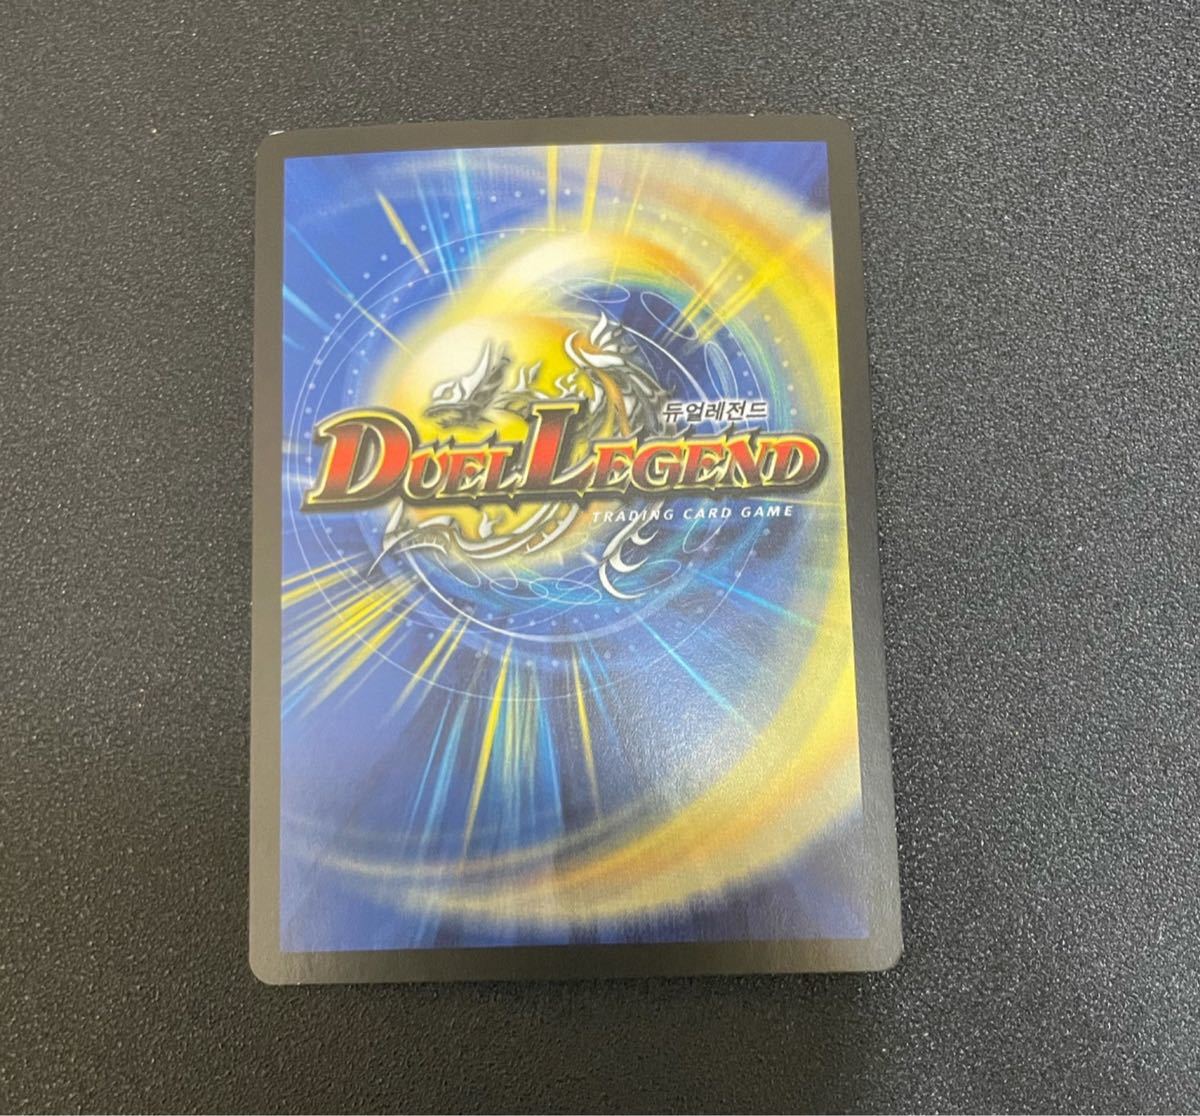 듀얼레전드
DUEL LEGEND
TRADING CARD GAME